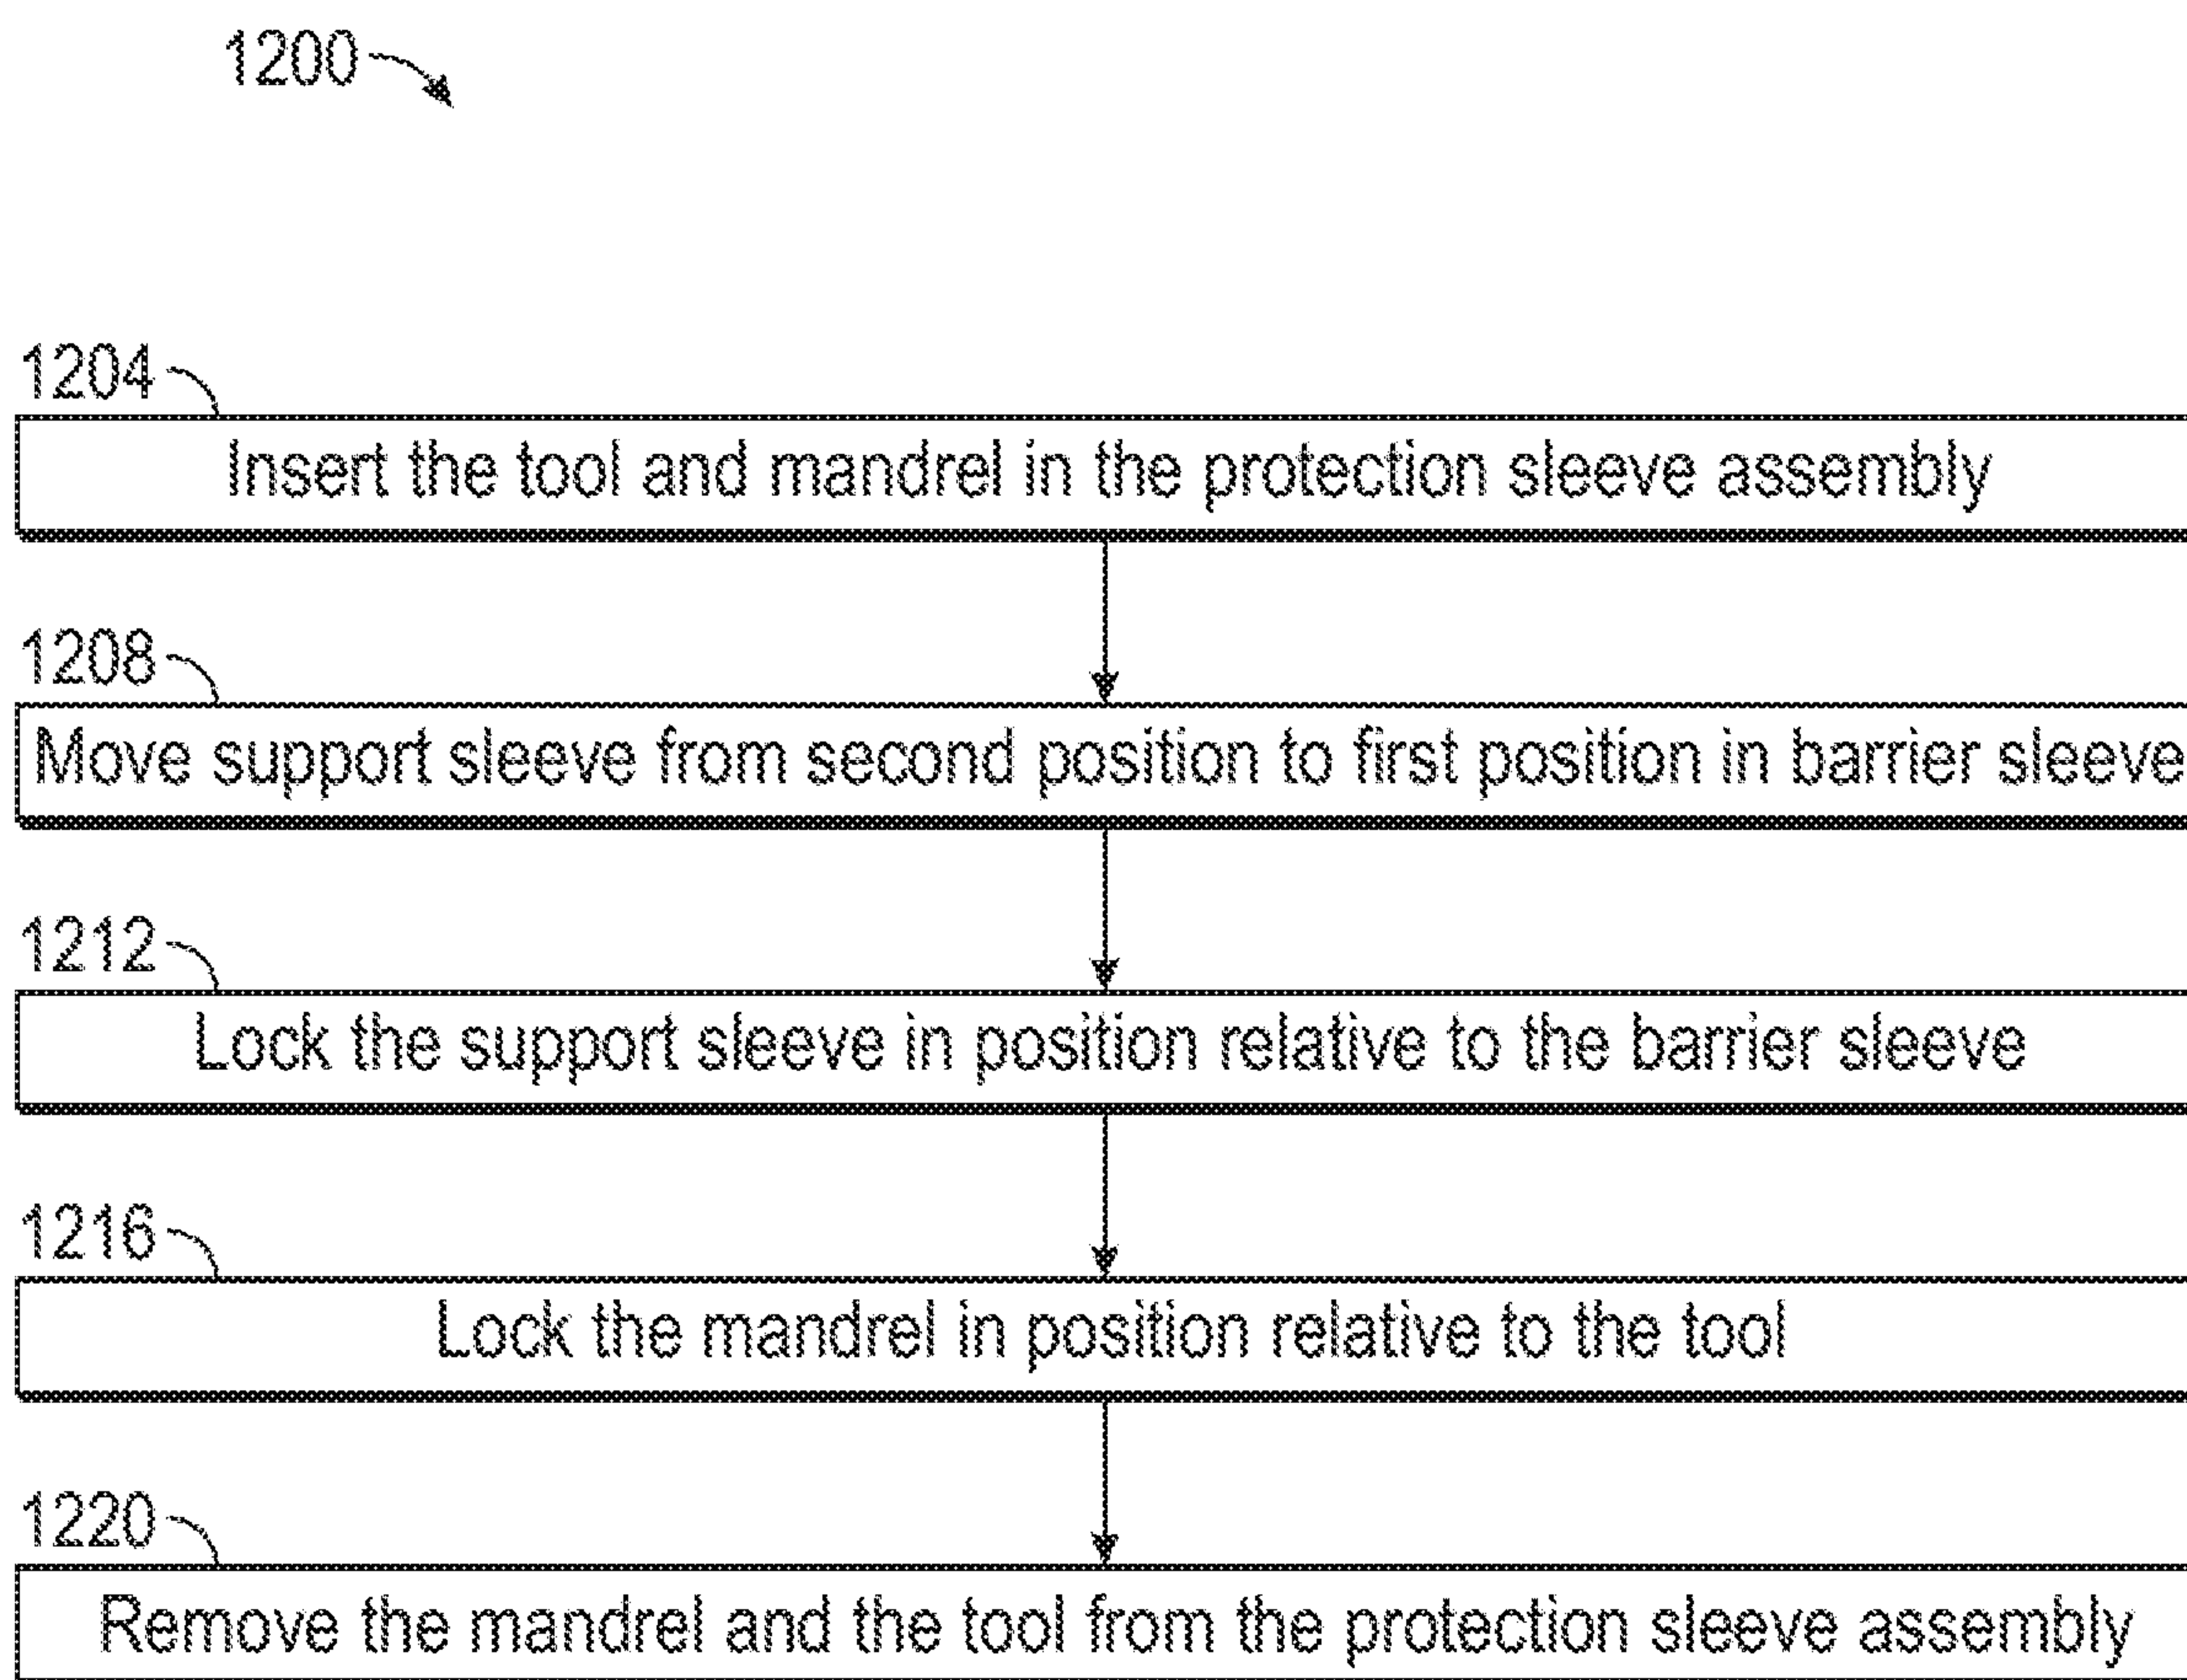 1200
1204
Insert the tool and mandrel in the protection sleeve assembly
1208
Move support sleeve from second position to first position in barrier sleeve
1212
Lock the support sleeve in position relative to the barrier sleeve
1216
Lock the mandrel in position relative to the tool
1220
Remove the mandrel and the tool from the protection sleeve assembly